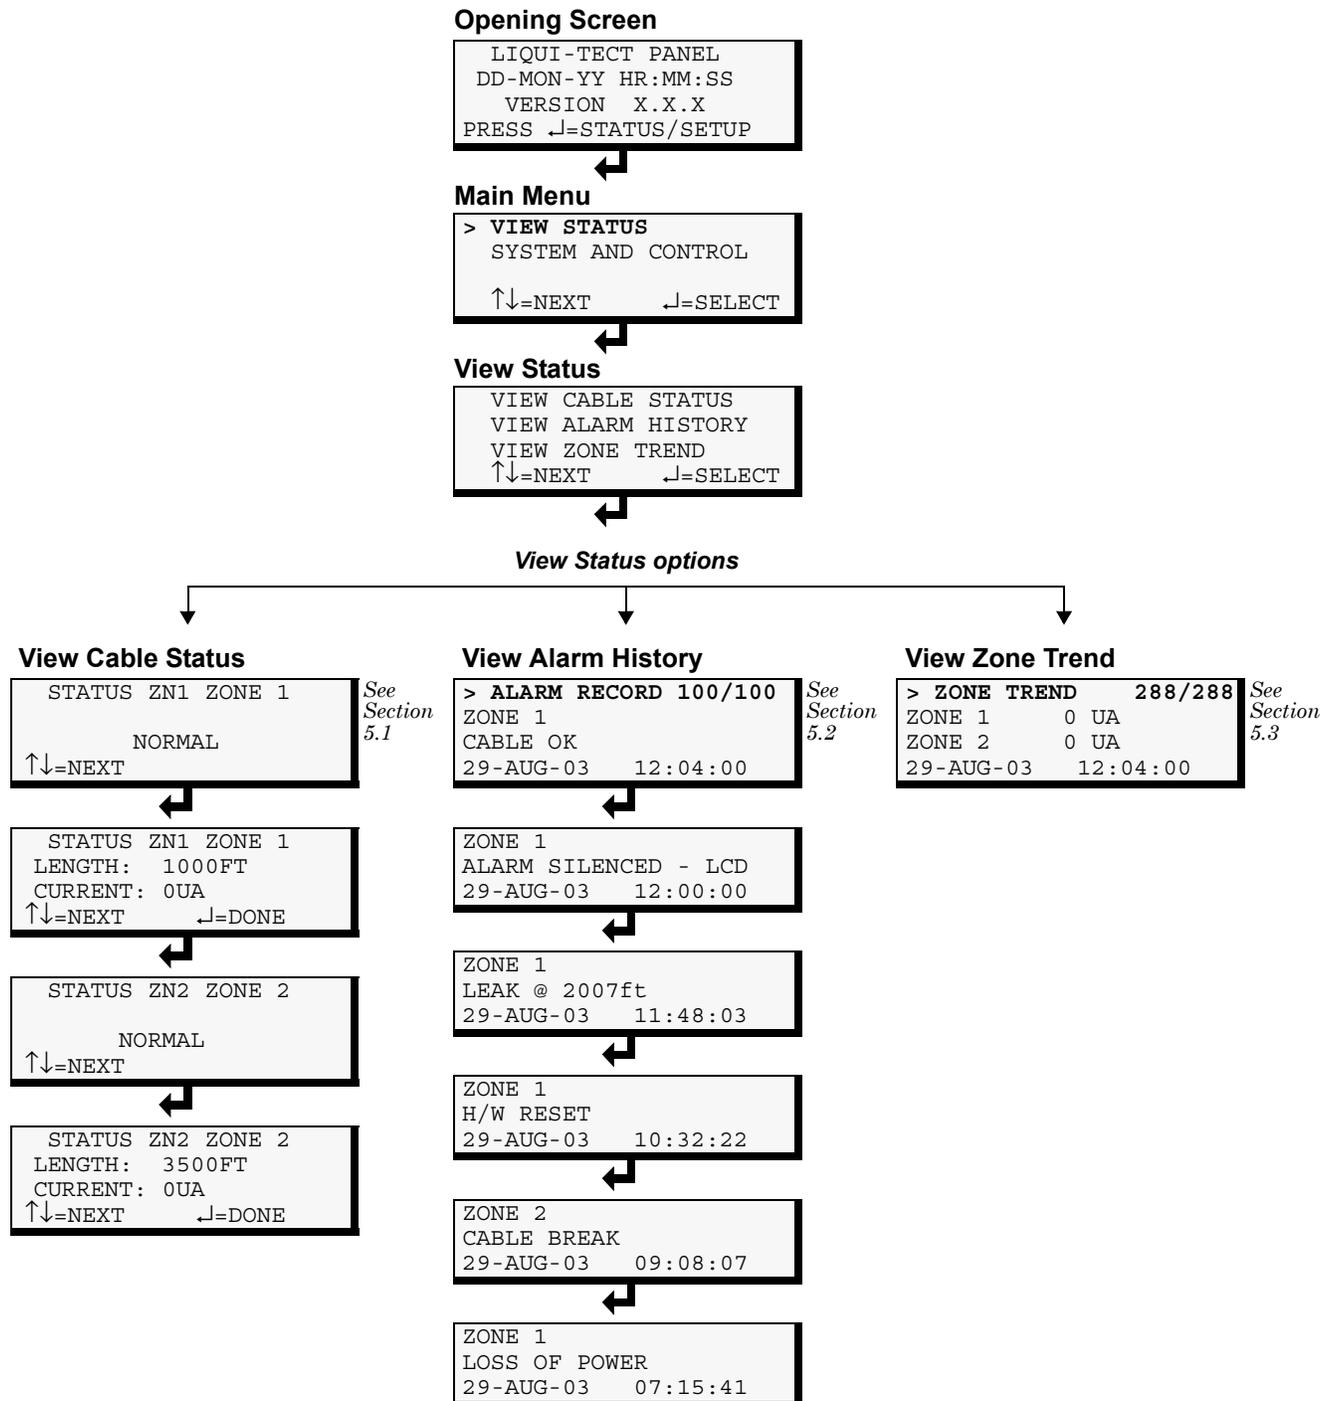 Opening Screen
LIQUI-TECT PANEL
DD-MON-YY HR:MM:SS
VERSION X.X.X
PRESS ↵=STATUS/SETUP
Main Menu
> VIEW STATUS
SYSTEM AND CONTROL
↑↓=NEXT ↵=SELECT
View Status
VIEW CABLE STATUS
VIEW ALARM HISTORY
VIEW ZONE TREND
↑↓=NEXT ↵=SELECT
View Status options
View Cable Status
STATUS ZN1 ZONE 1
NORMAL
↑↓=NEXT
See
Section
5.1
STATUS ZN1 ZONE 1
LENGTH: 1000FT
CURRENT: 0UA
↑↓=NEXT ↵=DONE
STATUS ZN2 ZONE 2
NORMAL
↑↓=NEXT
STATUS ZN2 ZONE 2
LENGTH: 3500FT
CURRENT: 0UA
↑↓=NEXT ↵=DONE
View Alarm History
> ALARM RECORD 100/100
ZONE 1
CABLE OK
29-AUG-03 12:04:00
See
Section
5.2
ZONE 1
ALARM SILENCED - LCD
29-AUG-03 12:00:00
ZONE 1
LEAK @ 2007ft
29-AUG-03 11:48:03
ZONE 1
H/W RESET
29-AUG-03 10:32:22
ZONE 2
CABLE BREAK
29-AUG-03 09:08:07
ZONE 1
LOSS OF POWER
29-AUG-03 07:15:41
View Zone Trend
> ZONE TREND 288/288
ZONE 1 0 UA
ZONE 2 0 UA
29-AUG-03 12:04:00
See
Section
5.3